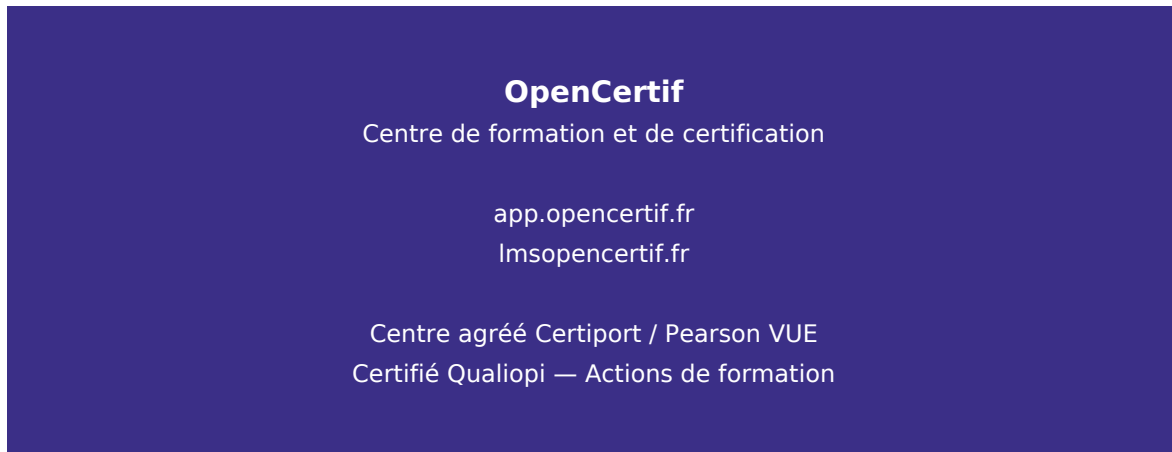 OpenCertif
Centre de formation et de certification
app.opencertif.fr
lmsopencertif.fr
Centre agréé Certiport / Pearson VUE
Certifié Qualiopi — Actions de formation